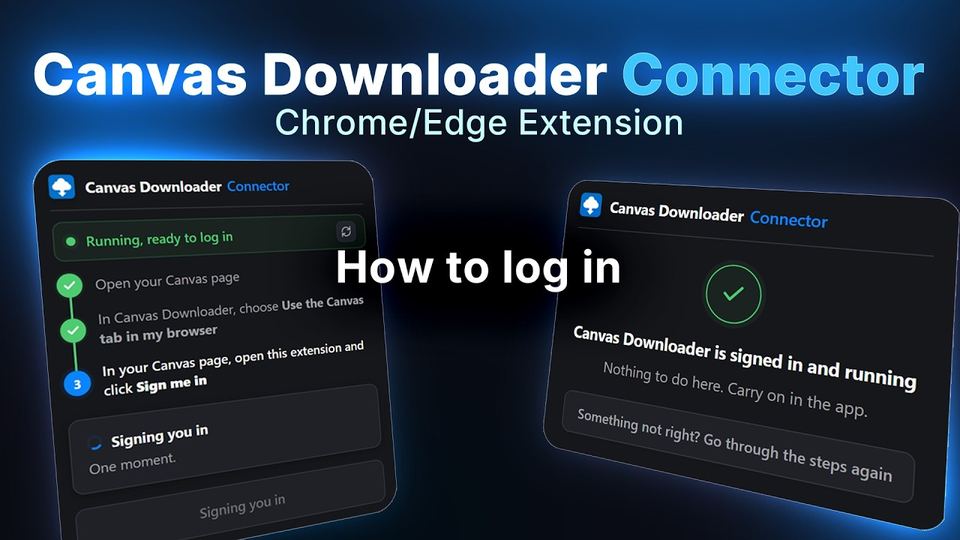 Canvas Downloader Connector
Chrome/Edge Extension
How to log in
Canvas Downloader Connector
Running, ready to log in
Open your Canvas page
In Canvas Downloader, choose Use the Canvas
tab in my browser
3
In your Canvas page, open this extension and
click Sign me in
Signing you in
One moment.
Signing you in
Canvas Downloader Connector
Canvas Downloader is signed in and running
Nothing to do here. Carry on in the app.
Something not right? Go through the steps again